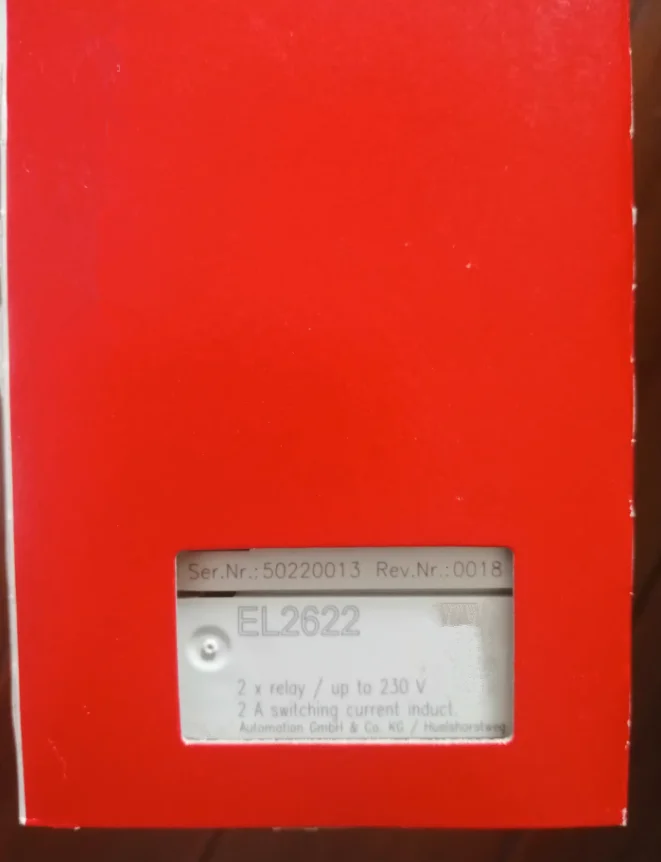 Ser.Nr.:50220013 Rev.Nr.:0018
EL2622
2 x relay / up to 230 V
2 A switching current induct.
Automation GmbH & Co. KG / Huelshorstweg